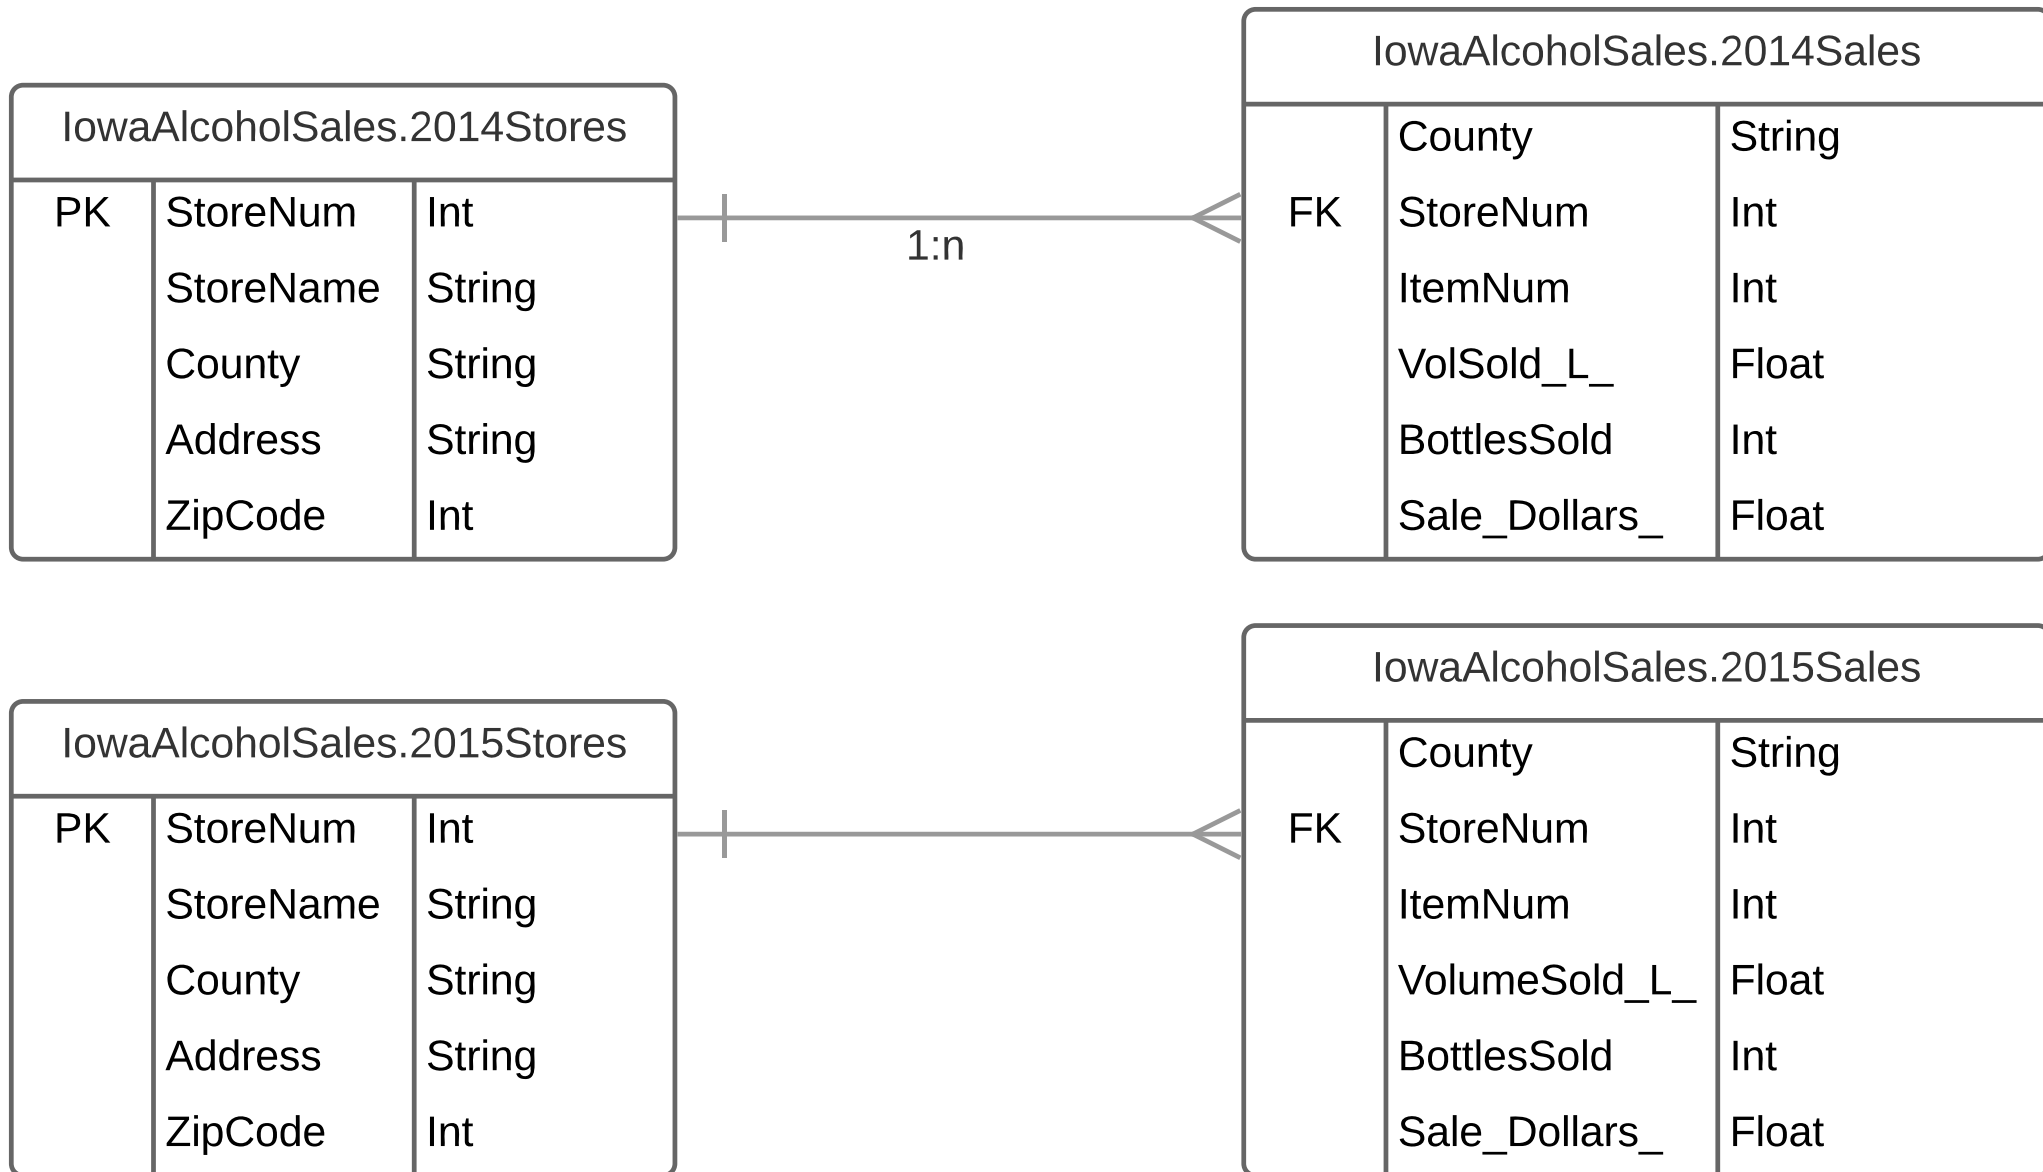 IowaAlcoholSales.2014Stores
PK StoreNum Int
StoreName String
County String
Address String
ZipCode Int
1:n
IowaAlcoholSales.2014Sales
County String
FK StoreNum Int
ItemNum Int
VolSold_L_ Float
BottlesSold Int
Sale_Dollars_ Float
IowaAlcoholSales.2015Stores
PK StoreNum Int
StoreName String
County String
Address String
ZipCode Int
IowaAlcoholSales.2015Sales
County String
FK StoreNum Int
ItemNum Int
VolumeSold_L_ Float
BottlesSold Int
Sale_Dollars_ Float